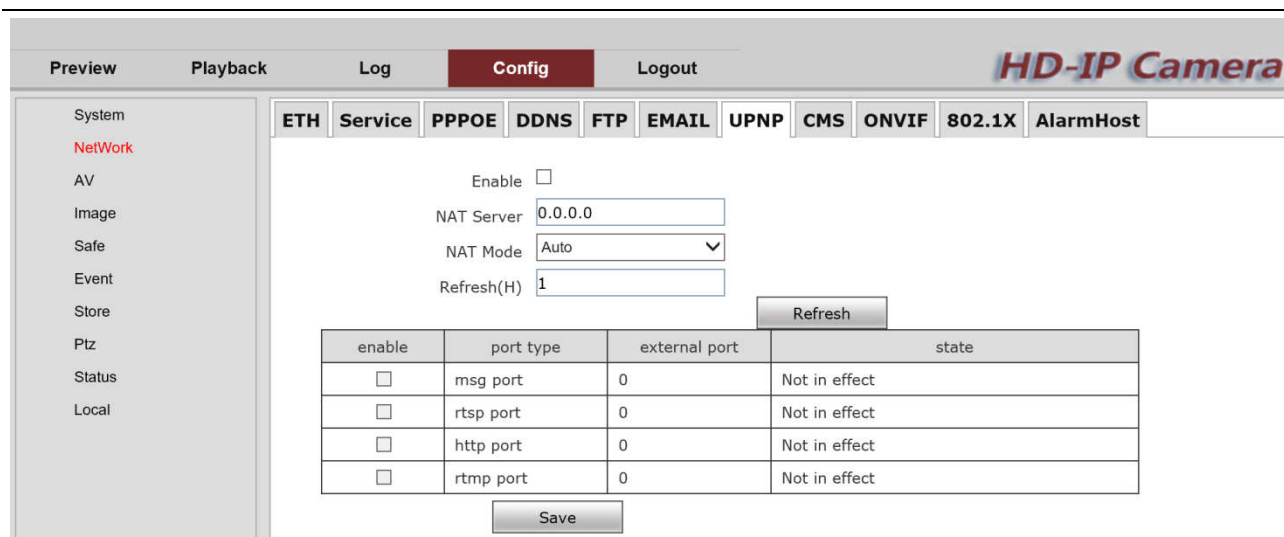 Preview Playback Log Config Logout HD-IP Camera
System
NetWork
AV
Image
Safe
Event
Store
Ptz
Status
Local
ETH Service PPPOE DDNS FTP EMAIL UPNP CMS ONVIF 802.1X AlarmHost
Enable
NAT Server 0.0.0.0
NAT Mode Auto
Refresh(H) 1
Refresh
enable port type external port state
msg port 0 Not in effect
rtsp port 0 Not in effect
http port 0 Not in effect
rtmp port 0 Not in effect
Save